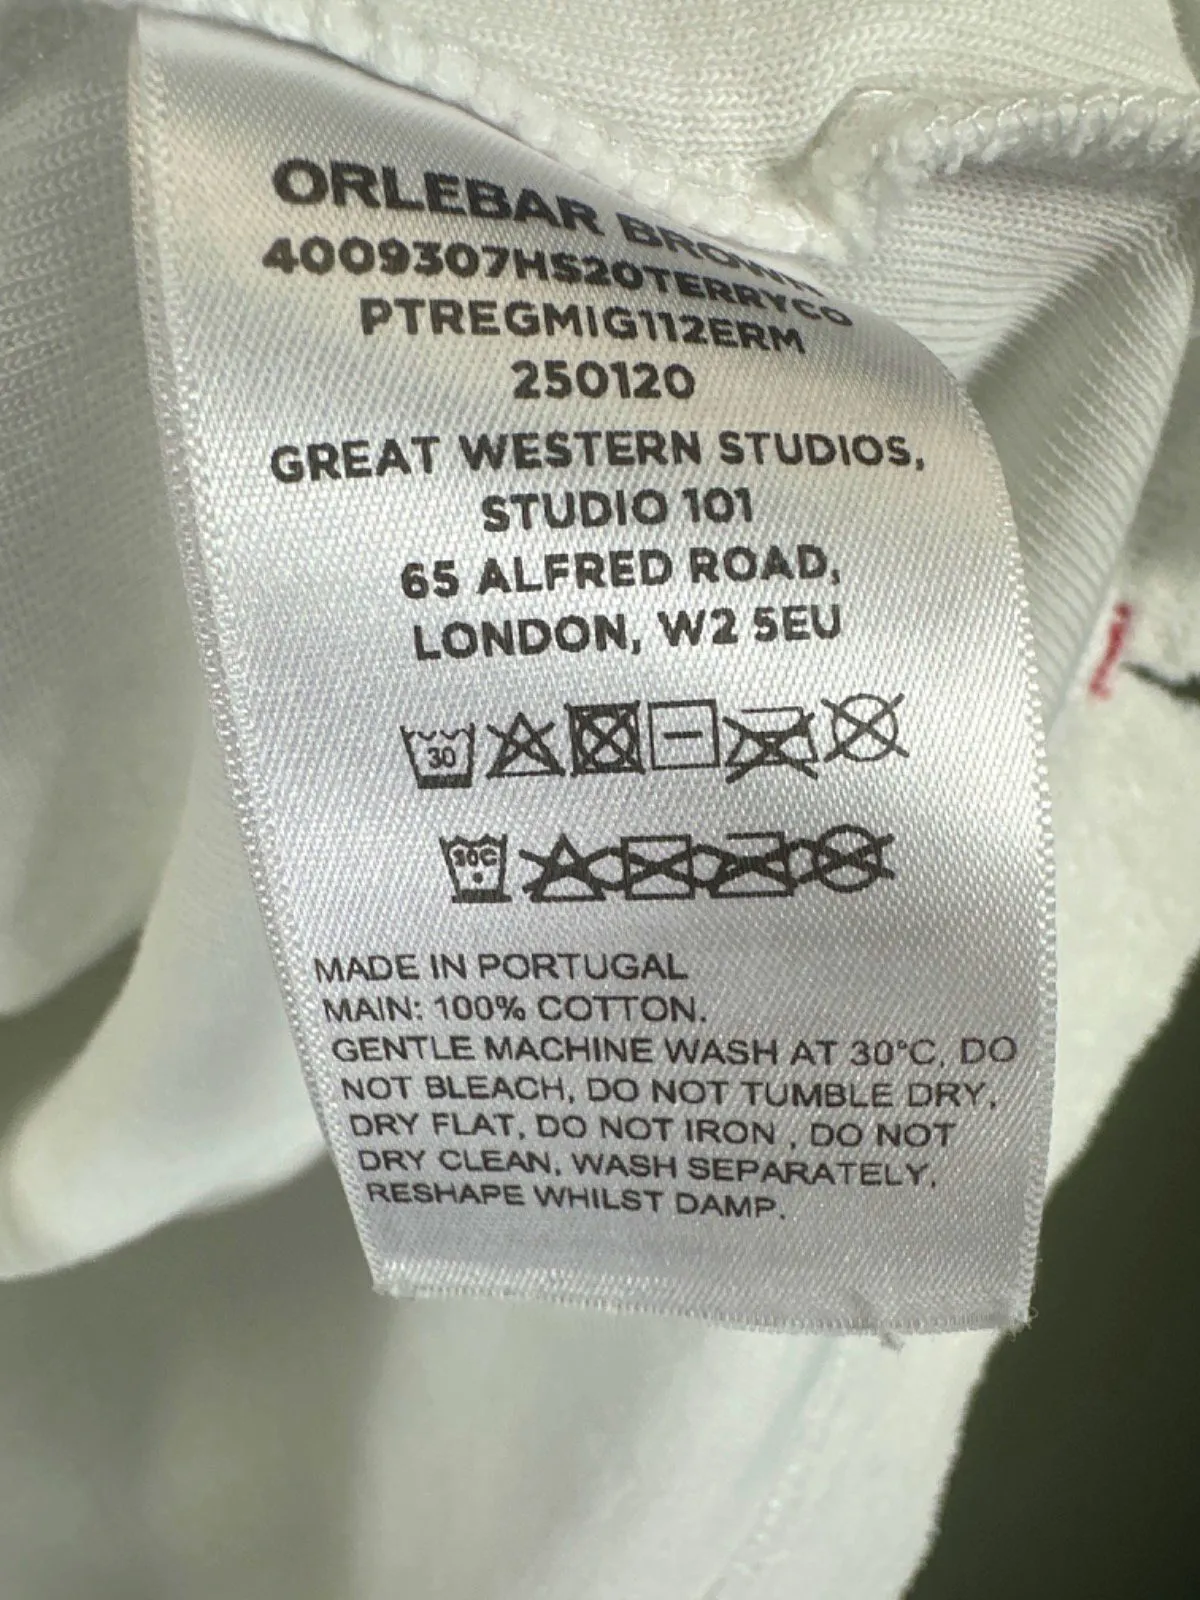 ORLEBAR BROWN
4009307HS20TERRYCO
PTREGMIG112ERM
250120
GREAT WESTERN STUDIOS,
STUDIO 101
65 ALFRED ROAD,
LONDON, W2 5EU
30
30C
MADE IN PORTUGAL
MAIN: 100% COTTON.
GENTLE MACHINE WASH AT 30°C, DO
NOT BLEACH, DO NOT TUMBLE DRY,
DRY FLAT, DO NOT IRON , DO NOT
DRY CLEAN, WASH SEPARATELY,
RESHAPE WHILST DAMP.